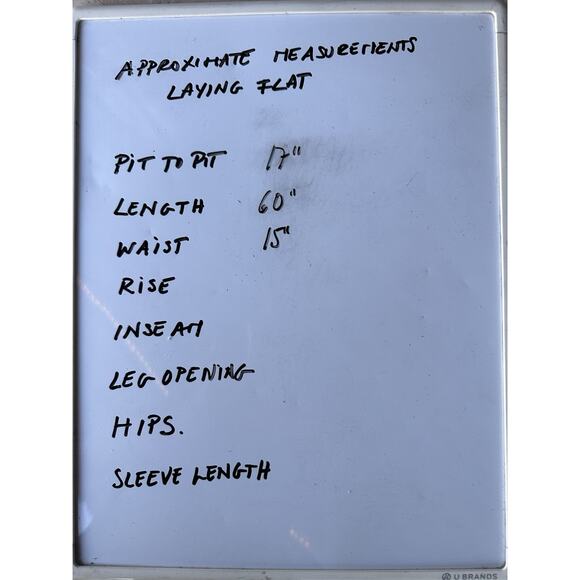 APPROXIMATE MEASUREMENTS
LAYING FLAT
PIT TO PIT 17"
LENGTH 60"
WAIST 15"
RISE
INSEAM
LEG OPENING
HIPS.
SLEEVE LENGTH
U BRANDS